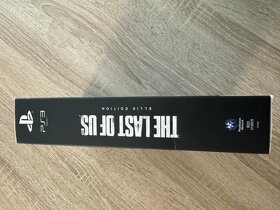 PS3
THE LAST OF US
ELLIE EDITION